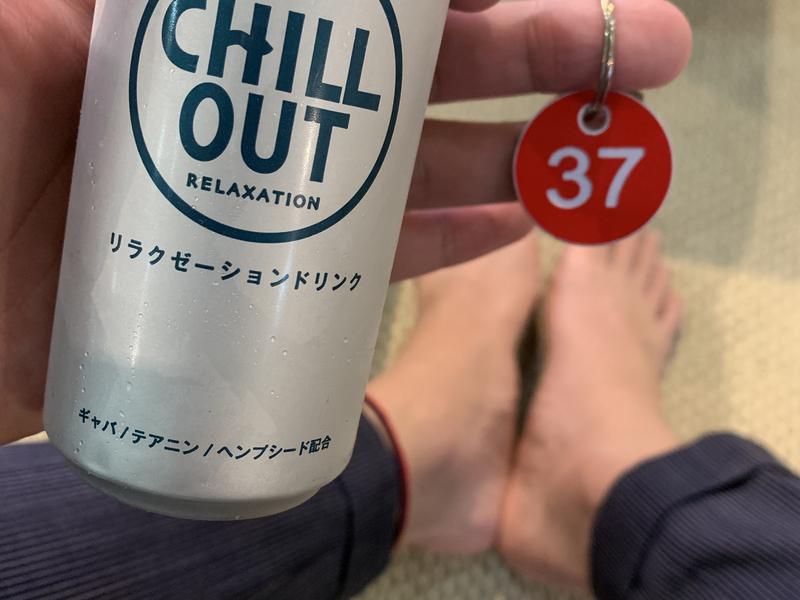 CHILL
OUT
RELAXATION
リラクゼーションドリンク
ギャバ/テアニン/ヘンプシード配合
37